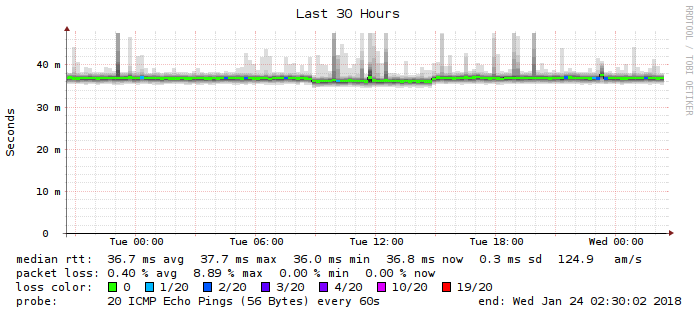 Last 30 Hours
RRDTOOL / TOBI OETIKER
Seconds
40 m
30 m
20 m
10 m
0
Tue 00:00 Tue 06:00 Tue 12:00 Tue 18:00 Wed 00:00
median rtt: 36.7 ms avg 37.7 ms max 36.0 ms min 36.8 ms now 0.3 ms sd 124.9 am/s
packet loss: 0.40 % avg 8.89 % max 0.00 % min 0.00 % now
loss color: 0 1/20 2/20 3/20 4/20 10/20 19/20
probe: 20 ICMP Echo Pings (56 Bytes) every 60s end: Wed Jan 24 02:30:02 2018